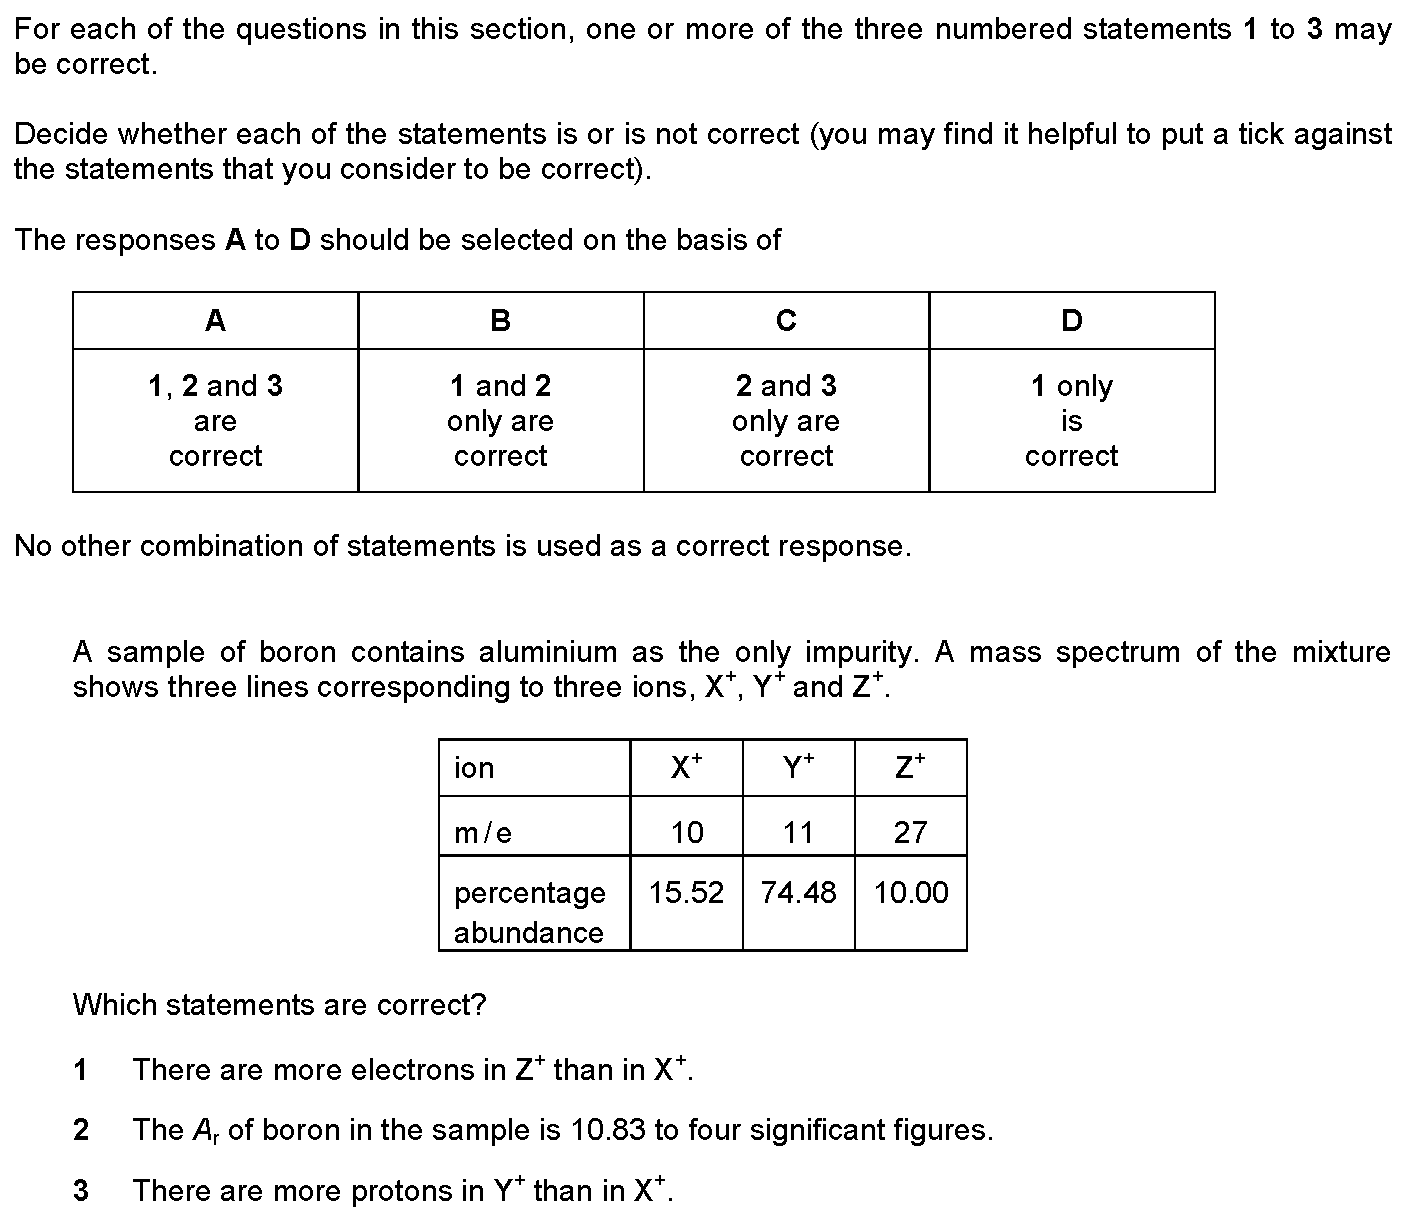 For each of the questions in this section, one or more of the three numbered statements 1 to 3 may
be correct.
Decide whether each of the statements is or is not correct (you may find it helpful to put a tick against
the statements that you consider to be correct).
The responses A to D should be selected on the basis of
A B C D
1, 2 and 3 1 and 2 2 and 3 1 only
are only are only are is
correct correct correct correct
No other combination of statements is used as a correct response.
A sample of boron contains aluminium as the only impurity. A mass spectrum of the mixture
shows three lines corresponding to three ions, X⁺, Y⁺ and Z⁺.
ion X⁺ Y⁺ Z⁺
m/e 10 11 27
percentage 15.52 74.48 10.00
abundance
Which statements are correct?
1 There are more electrons in Z⁺ than in X⁺.
2 The Aᵣ of boron in the sample is 10.83 to four significant figures.
3 There are more protons in Y⁺ than in X⁺.